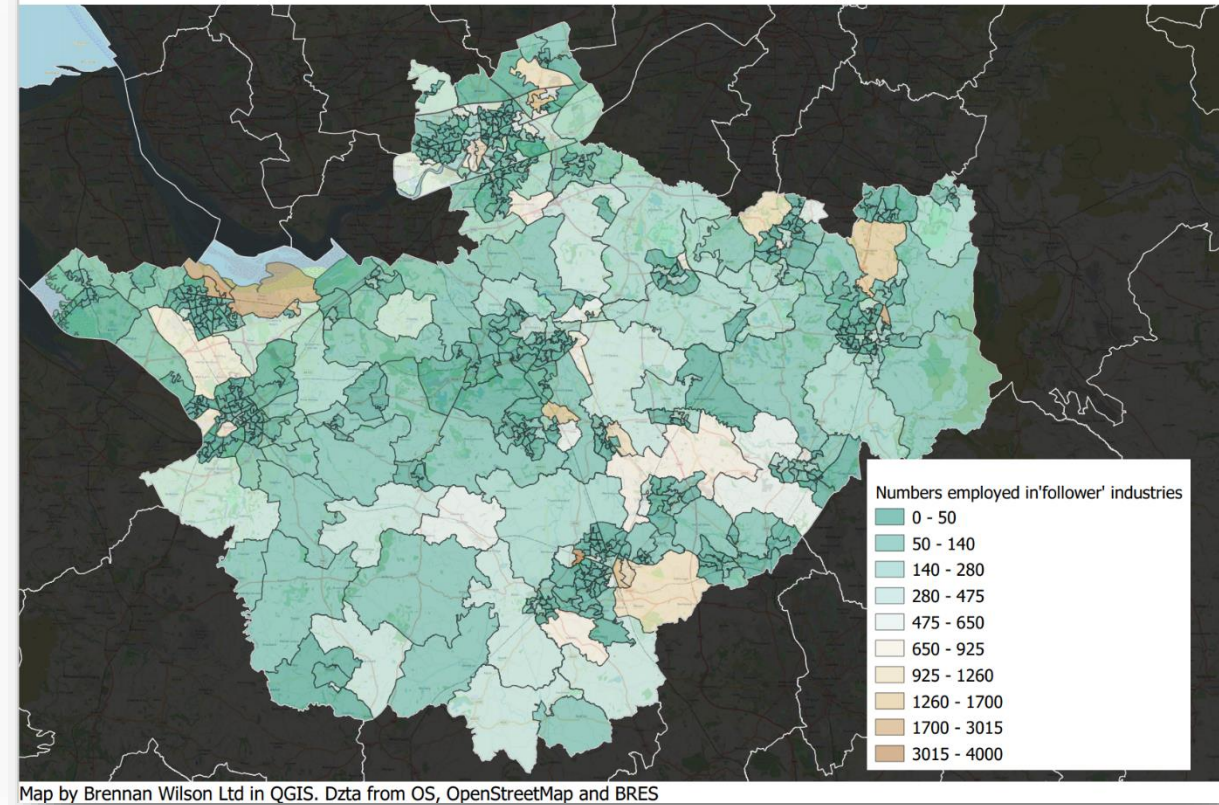 Numbers employed in'follower' industries
0 - 50
50 - 140
140 - 280
280 - 475
475 - 650
650 - 925
925 - 1260
1260 - 1700
1700 - 3015
3015 - 4000
Map by Brennan Wilson Ltd in QGIS. Dzta from OS, OpenStreetMap and BRES